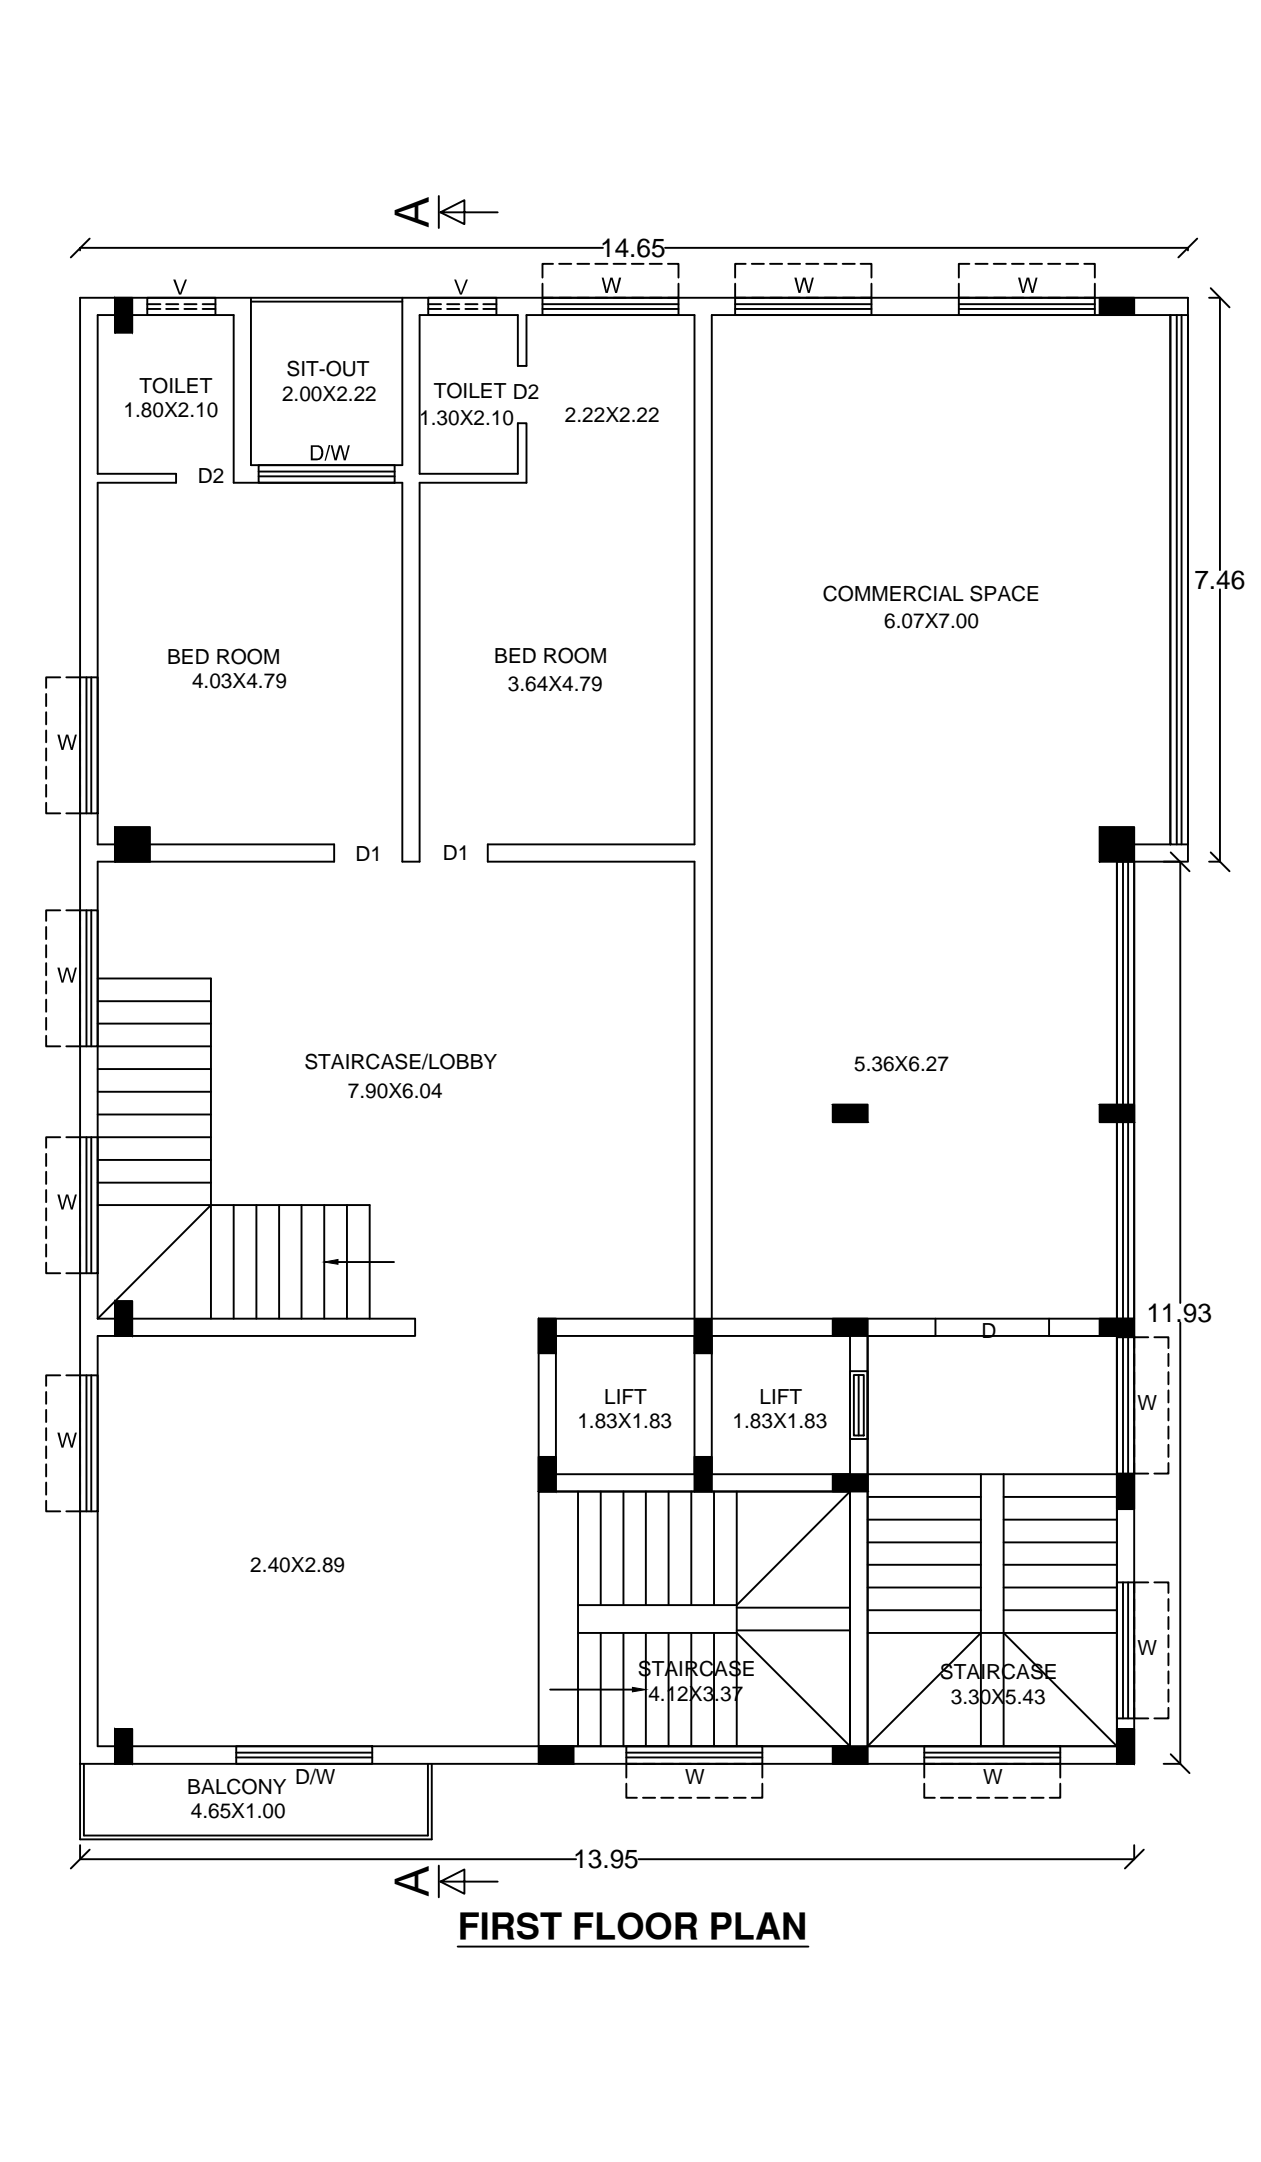 A
14.65
V
V
W
W
W
SIT-OUT
2.00X2.22
TOILET
1.80X2.10
TOILET D2
1.30X2.10
2.22X2.22
D/W
D2
7.46
COMMERCIAL SPACE
6.07X7.00
BED ROOM
4.03X4.79
BED ROOM
3.64X4.79
W
D1
D1
W
STAIRCASE/LOBBY
7.90X6.04
5.36X6.27
W
11.93
D
LIFT
1.83X1.83
LIFT
1.83X1.83
W
W
2.40X2.89
W
STAIRCASE
4.12X3.37
STAIRCASE
3.30X5.43
D/W
W
W
BALCONY
4.65X1.00
13.95
A
FIRST FLOOR PLAN